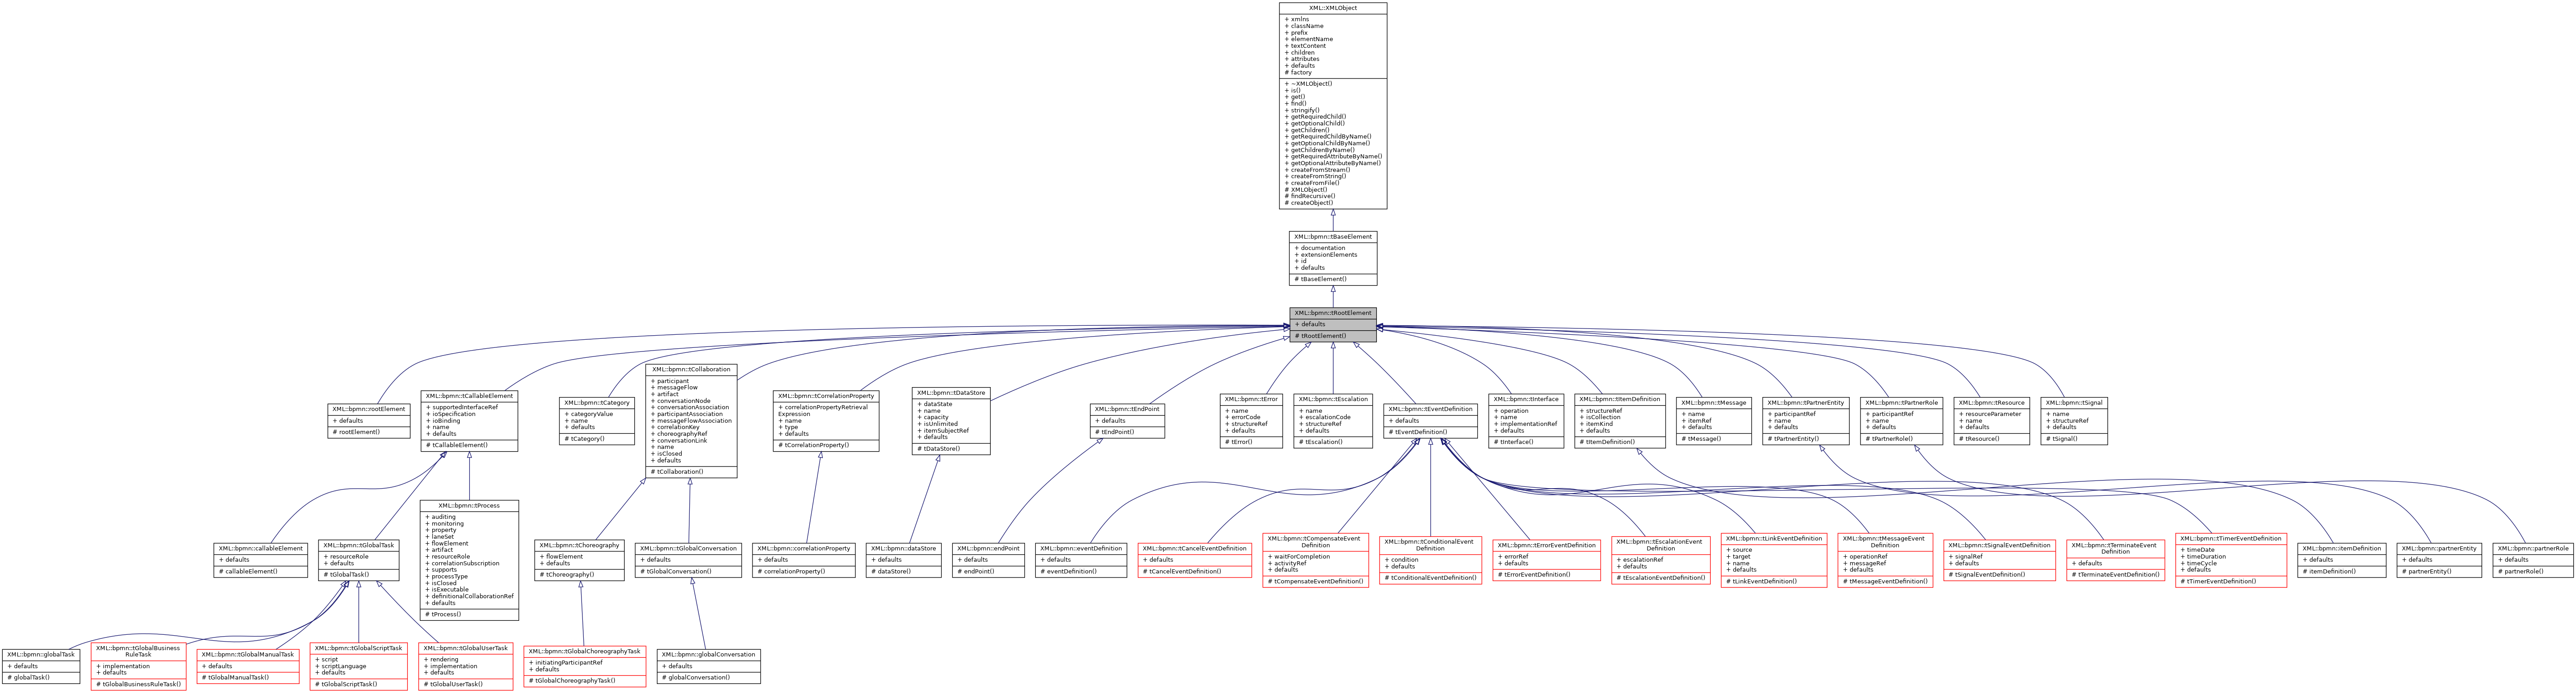 XML::XMLObject
+ xmlns
+ className
+ prefix
+ elementName
+ textContent
+ children
+ attributes
+ defaults
# factory
+ ~XMLObject()
+ is()
+ get()
+ find()
+ stringify()
+ getRequiredChild()
+ getOptionalChild()
+ getChildren()
+ getRequiredChildByName()
+ getOptionalChildByName()
+ getChildrenByName()
+ getRequiredAttributeByName()
+ getOptionalAttributeByName()
+ createFromStream()
+ createFromString()
+ createFromFile()
# XMLObject()
# findRecursive()
# createObject()
XML::bpmn::tBaseElement
+ documentation
+ extensionElements
+ id
+ defaults
# tBaseElement()
XML::bpmn::tRootElement
+ defaults
# tRootElement()
XML::bpmn::rootElement
+ defaults
# rootElement()
XML::bpmn::tCallableElement
+ supportedInterfaceRef
+ ioSpecification
+ ioBinding
+ name
+ defaults
# tCallableElement()
XML::bpmn::tCategory
+ categoryValue
+ name
+ defaults
# tCategory()
XML::bpmn::tCollaboration
+ participant
+ messageFlow
+ artifact
+ conversationNode
+ conversationAssociation
+ participantAssociation
+ messageFlowAssociation
+ correlationKey
+ choreographyRef
+ conversationLink
+ name
+ isClosed
+ defaults
# tCollaboration()
XML::bpmn::tCorrelationProperty
+ correlationPropertyRetrieval
Expression
+ name
+ type
+ defaults
# tCorrelationProperty()
XML::bpmn::tDataStore
+ dataState
+ name
+ capacity
+ isUnlimited
+ itemSubjectRef
+ defaults
# tDataStore()
XML::bpmn::tEndPoint
+ defaults
# tEndPoint()
XML::bpmn::tError
+ name
+ errorCode
+ structureRef
+ defaults
# tError()
XML::bpmn::tEscalation
+ name
+ escalationCode
+ structureRef
+ defaults
# tEscalation()
XML::bpmn::tEventDefinition
+ defaults
# tEventDefinition()
XML::bpmn::tInterface
+ operation
+ name
+ implementationRef
+ defaults
# tInterface()
XML::bpmn::tItemDefinition
+ structureRef
+ isCollection
+ itemKind
+ defaults
# tItemDefinition()
XML::bpmn::tMessage
+ name
+ itemRef
+ defaults
# tMessage()
XML::bpmn::tPartnerEntity
+ participantRef
+ name
+ defaults
# tPartnerEntity()
XML::bpmn::tPartnerRole
+ participantRef
+ name
+ defaults
# tPartnerRole()
XML::bpmn::tResource
+ resourceParameter
+ name
+ defaults
# tResource()
XML::bpmn::tSignal
+ name
+ structureRef
+ defaults
# tSignal()
XML::bpmn::callableElement
+ defaults
# callableElement()
XML::bpmn::tGlobalTask
+ resourceRole
+ defaults
# tGlobalTask()
XML::bpmn::tProcess
+ auditing
+ monitoring
+ property
+ laneSet
+ flowElement
+ artifact
+ resourceRole
+ correlationSubscription
+ supports
+ processType
+ isClosed
+ isExecutable
+ definitionalCollaborationRef
+ defaults
# tProcess()
XML::bpmn::tChoreography
+ flowElement
+ defaults
# tChoreography()
XML::bpmn::tGlobalConversation
+ defaults
# tGlobalConversation()
XML::bpmn::correlationProperty
+ defaults
# correlationProperty()
XML::bpmn::dataStore
+ defaults
# dataStore()
XML::bpmn::endPoint
+ defaults
# endPoint()
XML::bpmn::eventDefinition
+ defaults
# eventDefinition()
XML::bpmn::tCancelEventDefinition
+ defaults
# tCancelEventDefinition()
XML::bpmn::tCompensateEvent
Definition
+ waitForCompletion
+ activityRef
+ defaults
# tCompensateEventDefinition()
XML::bpmn::tConditionalEvent
Definition
+ condition
+ defaults
# tConditionalEventDefinition()
XML::bpmn::tErrorEventDefinition
+ errorRef
+ defaults
# tErrorEventDefinition()
XML::bpmn::tEscalationEvent
Definition
+ escalationRef
+ defaults
# tEscalationEventDefinition()
XML::bpmn::tLinkEventDefinition
+ source
+ target
+ name
+ defaults
# tLinkEventDefinition()
XML::bpmn::tMessageEvent
Definition
+ operationRef
+ messageRef
+ defaults
# tMessageEventDefinition()
XML::bpmn::tSignalEventDefinition
+ signalRef
+ defaults
# tSignalEventDefinition()
XML::bpmn::tTerminateEvent
Definition
+ defaults
# tTerminateEventDefinition()
XML::bpmn::tTimerEventDefinition
+ timeDate
+ timeDuration
+ timeCycle
+ defaults
# tTimerEventDefinition()
XML::bpmn::itemDefinition
+ defaults
# itemDefinition()
XML::bpmn::partnerEntity
+ defaults
# partnerEntity()
XML::bpmn::partnerRole
+ defaults
# partnerRole()
XML::bpmn::globalTask
+ defaults
# globalTask()
XML::bpmn::tGlobalBusiness
RuleTask
+ implementation
+ defaults
# tGlobalBusinessRuleTask()
XML::bpmn::tGlobalManualTask
+ defaults
# tGlobalManualTask()
XML::bpmn::tGlobalScriptTask
+ script
+ scriptLanguage
+ defaults
# tGlobalScriptTask()
XML::bpmn::tGlobalUserTask
+ rendering
+ implementation
+ defaults
# tGlobalUserTask()
XML::bpmn::tGlobalChoreographyTask
+ initiatingParticipantRef
+ defaults
# tGlobalChoreographyTask()
XML::bpmn::globalConversation
+ defaults
# globalConversation()